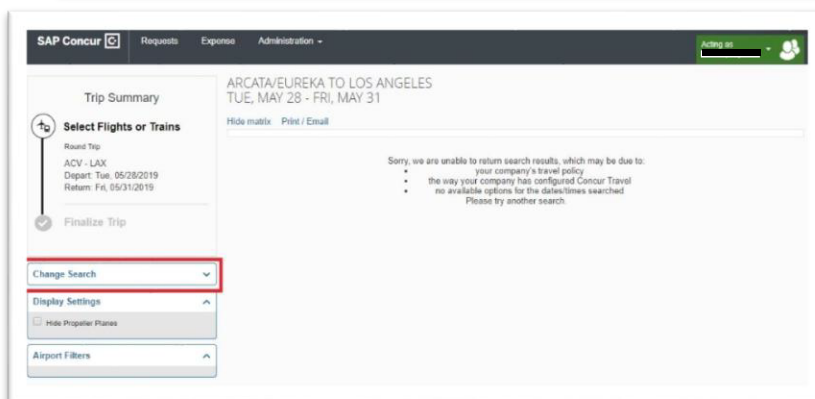 SAP Concur C Requests Expense Administration
Acting as
Trip Summary
Select Flights or Trains
Round Trip
ACV - LAX
Depart: Tue, 05/28/2019
Return: Fri, 05/31/2019
Finalize Trip
Change Search
Display Settings
Hide Propeller Planes
Airport Filters
ARCATA/EUREKA TO LOS ANGELES
TUE, MAY 28 - FRI, MAY 31
Hide matrix Print / Email
Sorry, we are unable to return search results, which may be due to:
• your company's travel policy
• the way your company has configured Concur Travel
• no available options for the dates/times searched
Please try another search.